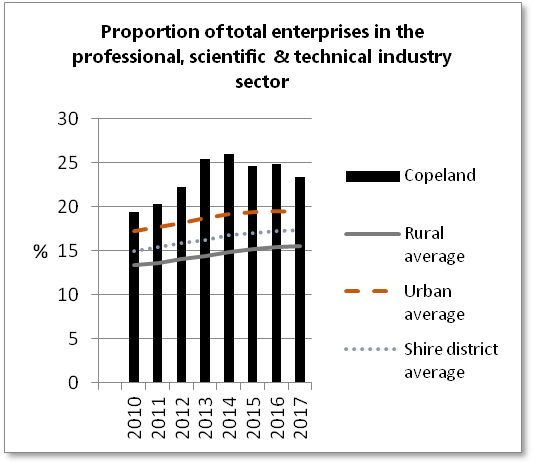 Proportion of total enterprises in the
professional, scientific & technical industry
sector
30
25
20
15
10
5
0
%
2010
2011
2012
2013
2014
2015
2016
2017
Copeland
Rural
average
Urban
average
Shire district
average